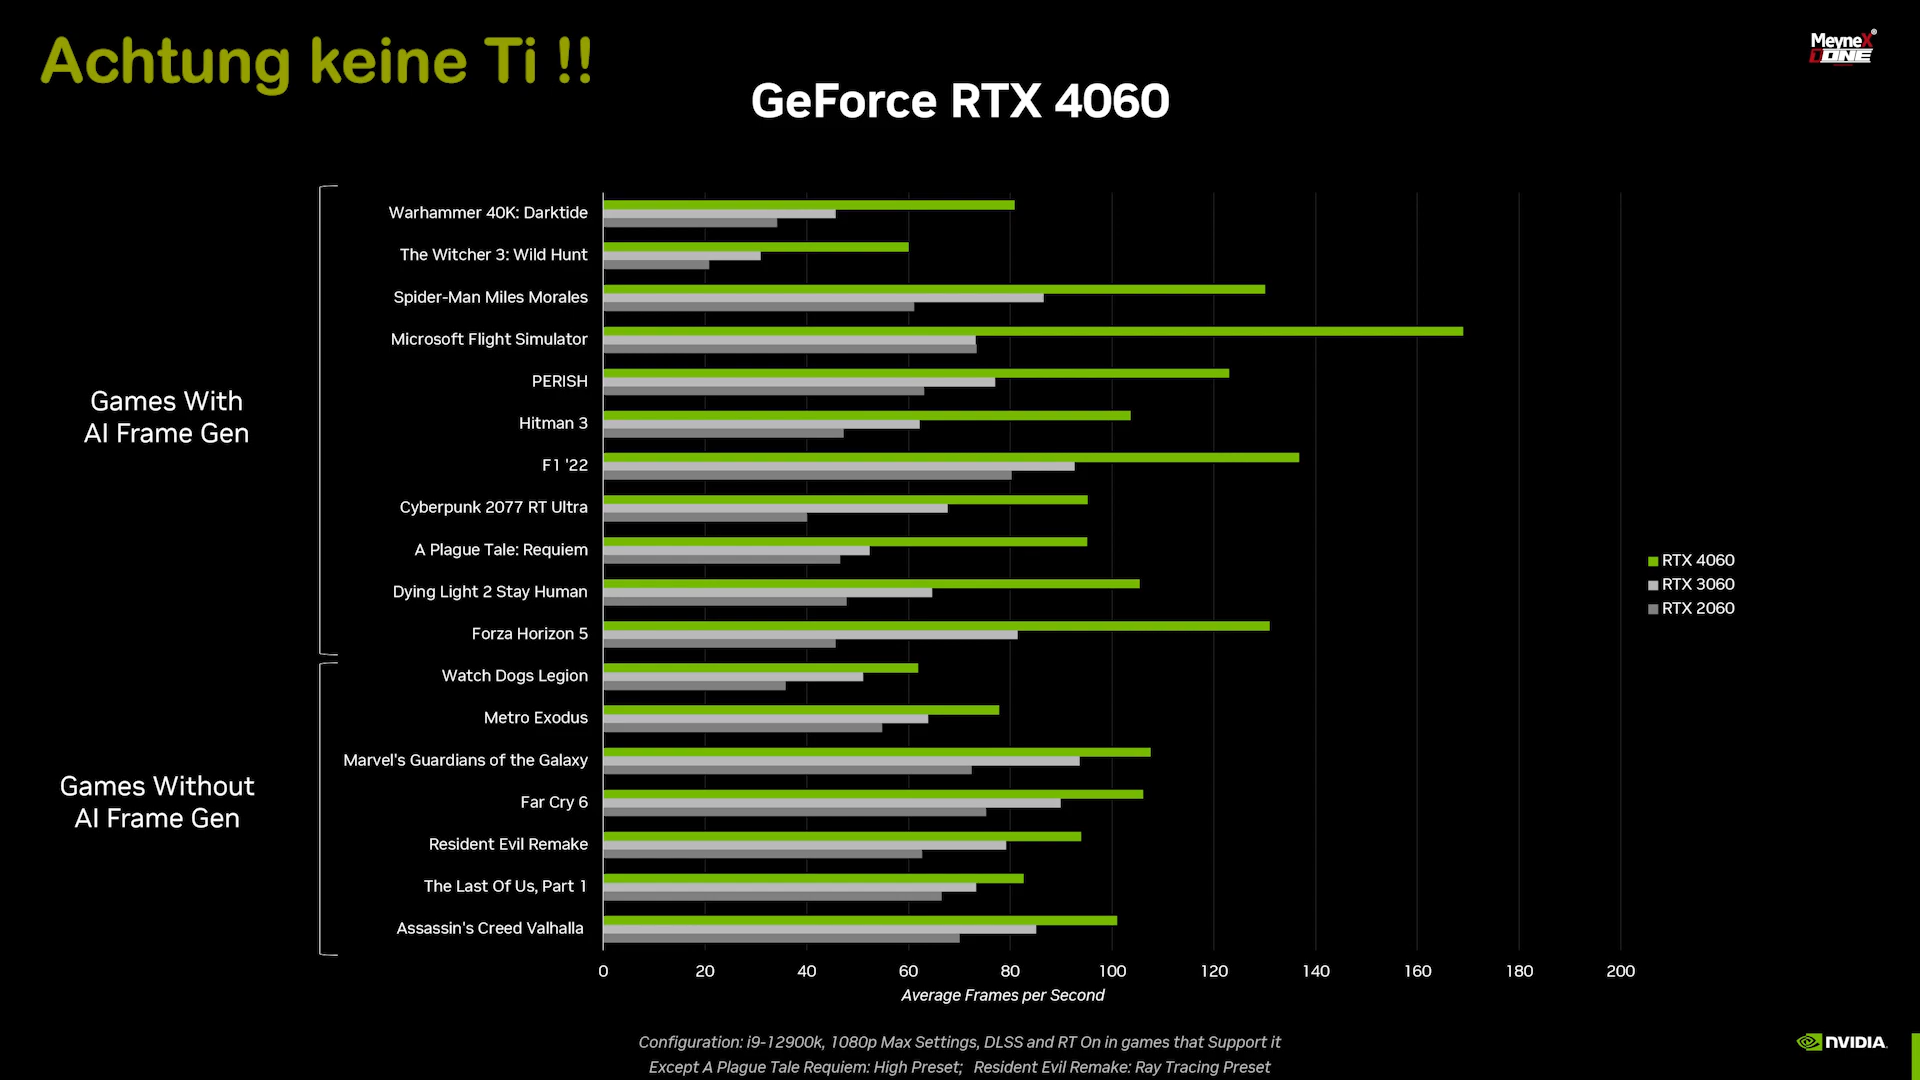 Achtung keine Ti !!
MeyneX®
DONE
GeForce RTX 4060
Games With
AI Frame Gen
Games Without
AI Frame Gen
Warhammer 40K: Darktide
The Witcher 3: Wild Hunt
Spider-Man Miles Morales
Microsoft Flight Simulator
PERISH
Hitman 3
F1 '22
Cyberpunk 2077 RT Ultra
A Plague Tale: Requiem
Dying Light 2 Stay Human
Forza Horizon 5
Watch Dogs Legion
Metro Exodus
Marvel's Guardians of the Galaxy
Far Cry 6
Resident Evil Remake
The Last Of Us, Part 1
Assassin's Creed Valhalla
0 20 40 60 80 100 120 140 160 180 200
Average Frames per Second
RTX 4060
RTX 3060
RTX 2060
Configuration: i9-12900k, 1080p Max Settings, DLSS and RT On in games that Support it
Except A Plague Tale Requiem: High Preset; Resident Evil Remake: Ray Tracing Preset
NVIDIA.